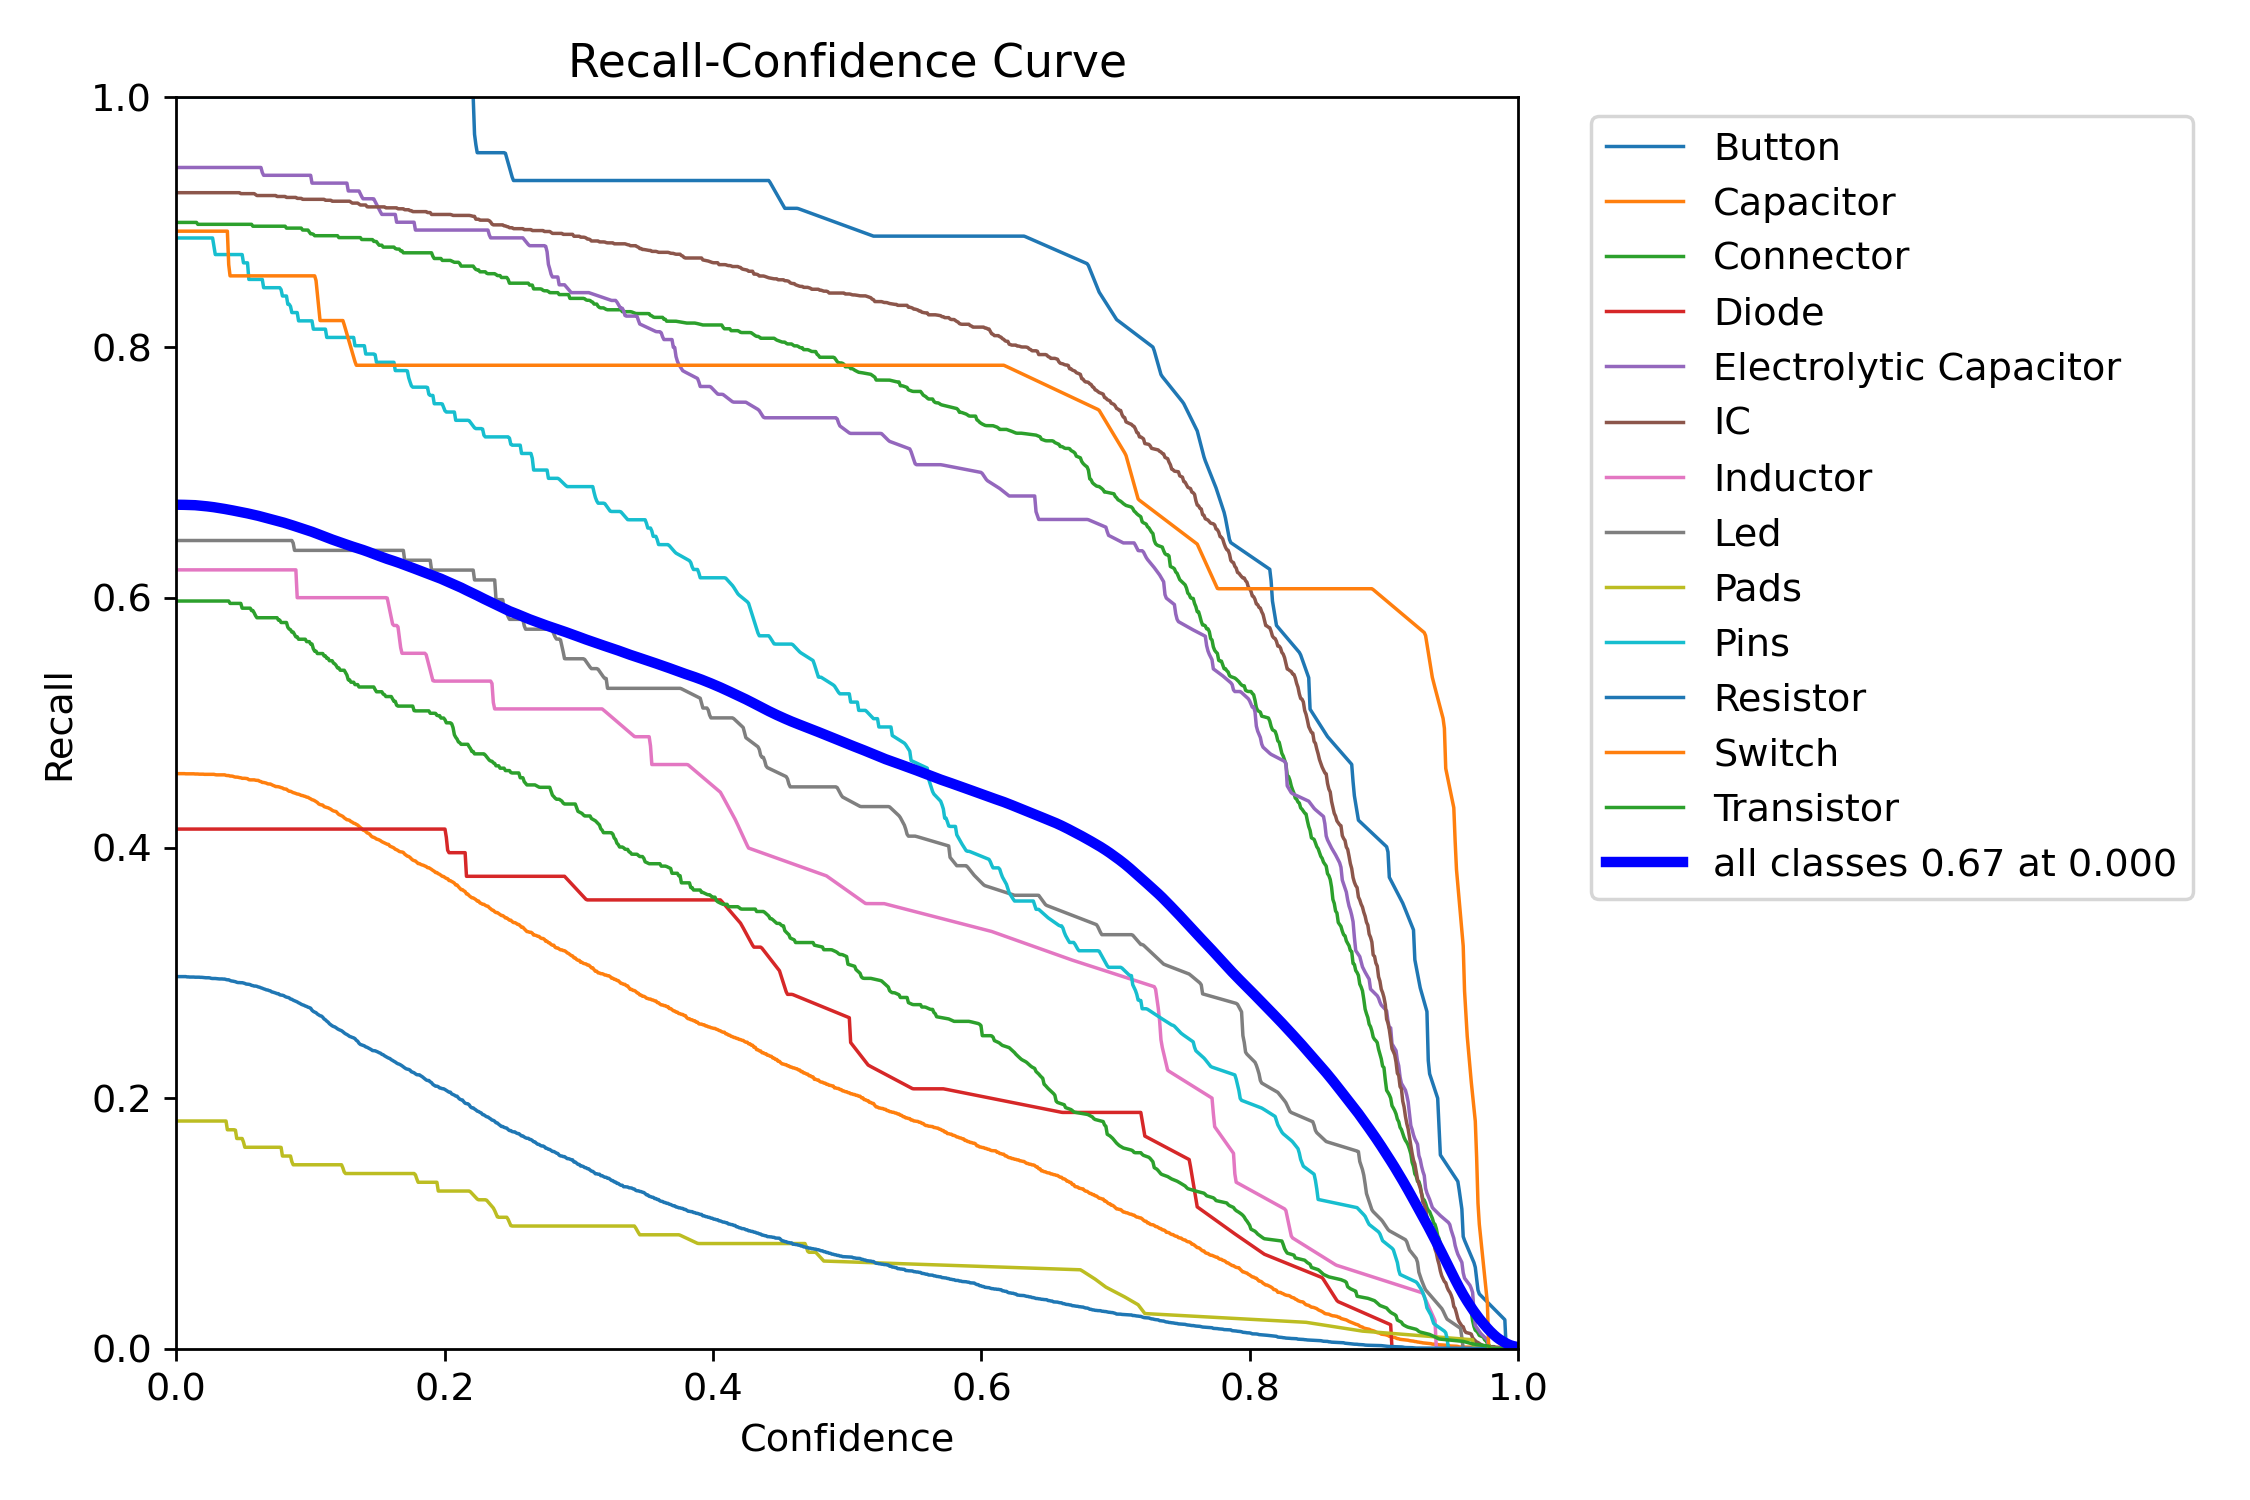 Recall-Confidence Curve
1.0
0.8
0.6
0.4
0.2
0.0
Recall
0.0 0.2 0.4 0.6 0.8 1.0
Confidence
Button
Capacitor
Connector
Diode
Electrolytic Capacitor
IC
Inductor
Led
Pads
Pins
Resistor
Switch
Transistor
all classes 0.67 at 0.000